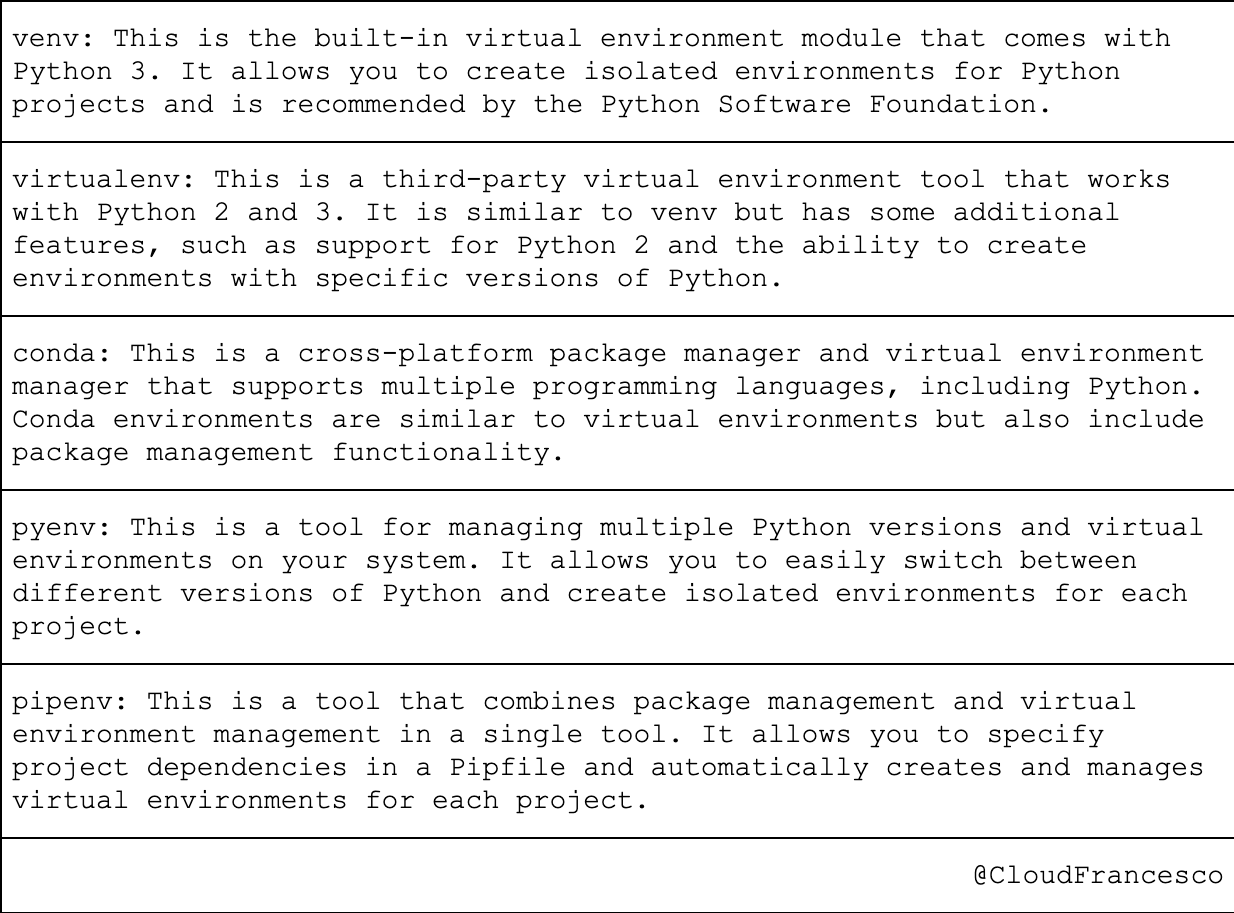 venv: This is the built-in virtual environment module that comes with
Python 3. It allows you to create isolated environments for Python
projects and is recommended by the Python Software Foundation.
virtualenv: This is a third-party virtual environment tool that works
with Python 2 and 3. It is similar to venv but has some additional
features, such as support for Python 2 and the ability to create
environments with specific versions of Python.
conda: This is a cross-platform package manager and virtual environment
manager that supports multiple programming languages, including Python.
Conda environments are similar to virtual environments but also include
package management functionality.
pyenv: This is a tool for managing multiple Python versions and virtual
environments on your system. It allows you to easily switch between
different versions of Python and create isolated environments for each
project.
pipenv: This is a tool that combines package management and virtual
environment management in a single tool. It allows you to specify
project dependencies in a Pipfile and automatically creates and manages
virtual environments for each project.
@CloudFrancesco